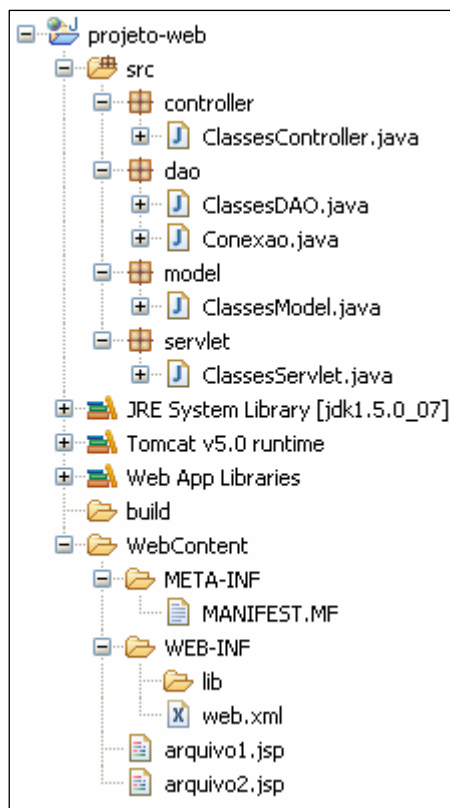 projeto-web
src
controller
ClassesController.java
dao
ClassesDAO.java
Conexao.java
model
ClassesModel.java
servlet
ClassesServlet.java
JRE System Library [jdk1.5.0_07]
Tomcat v5.0 runtime
Web App Libraries
build
WebContent
META-INF
MANIFEST.MF
WEB-INF
lib
web.xml
arquivo1.jsp
arquivo2.jsp